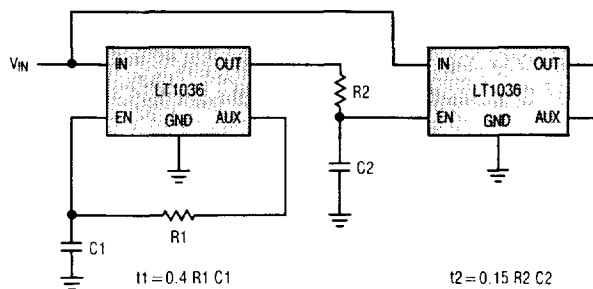 VIN
IN
OUT
LT1036
EN
GND
AUX
R2
C2
R1
C1
IN
OUT
LT1036
EN
GND
AUX
t1 = 0.4 R1 C1
t2 = 0.15 R2 C2